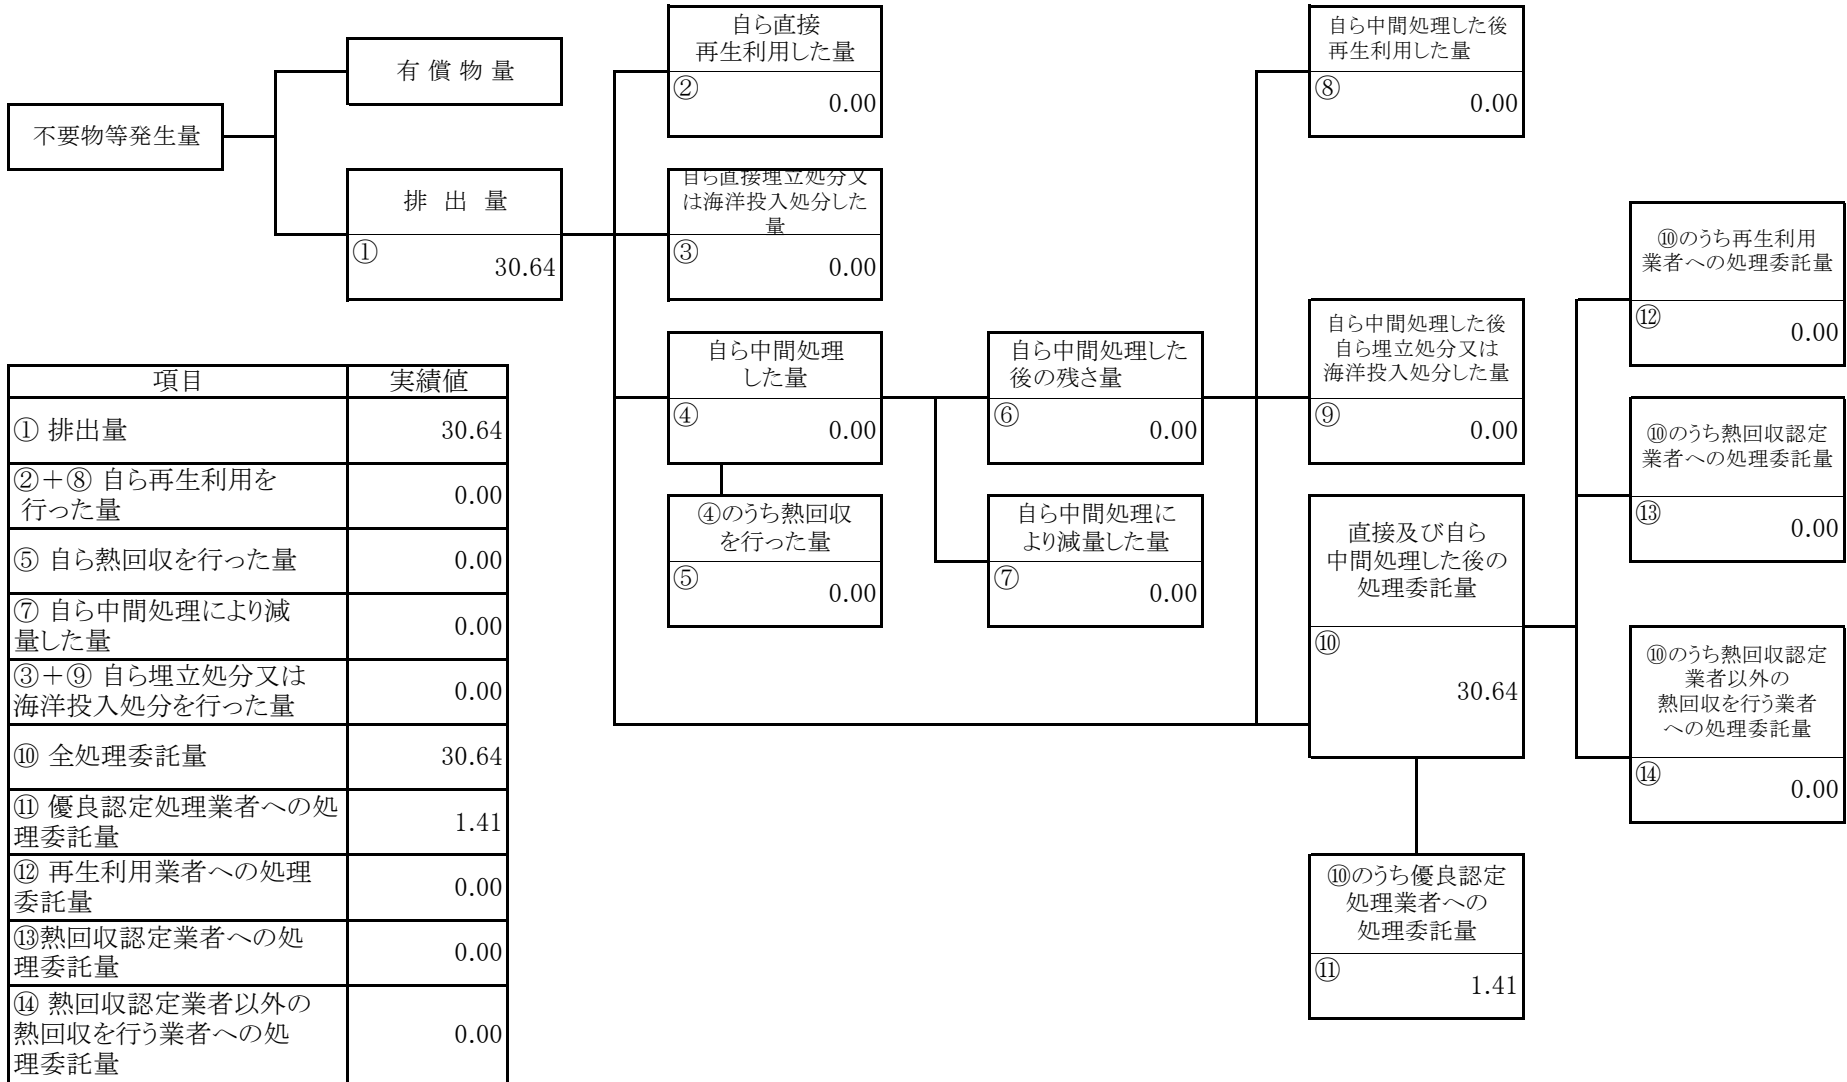 不要物等発生量
有 償 物 量
排 出 量
①
30.64
自ら直接
再生利用した量
②
0.00
自ら直接埋立処分又
は海洋投入処分した
量
③
0.00
自ら中間処理
した量
④
0.00
④のうち熱回収
を行った量
⑤
0.00
自ら中間処理した
後の残さ量
⑥
0.00
自ら中間処理に
より減量した量
⑦
0.00
自ら中間処理した後
再生利用した量
⑧
0.00
自ら中間処理した後
自ら埋立処分又は
海洋投入処分した量
⑨
0.00
直接及び自ら
中間処理した後の
処理委託量
⑩
30.64
⑩のうち優良認定
処理業者への
処理委託量
⑪
1.41
⑩のうち再生利用
業者への処理委託量
⑫
0.00
⑩のうち熱回収認定
業者への処理委託量
⑬
0.00
⑩のうち熱回収認定
業者以外の
熱回収を行う業者
への処理委託量
⑭
0.00
項目 実績値
① 排出量 30.64
②＋⑧ 自ら再生利用を
行った量 0.00
⑤ 自ら熱回収を行った量 0.00
⑦ 自ら中間処理により減
量した量 0.00
③＋⑨ 自ら埋立処分又は
海洋投入処分を行った量 0.00
⑩ 全処理委託量 30.64
⑪ 優良認定処理業者への処
理委託量 1.41
⑫ 再生利用業者への処理
委託量 0.00
⑬熱回収認定業者への処
理委託量 0.00
⑭ 熱回収認定業者以外の
熱回収を行う業者への処
理委託量 0.00